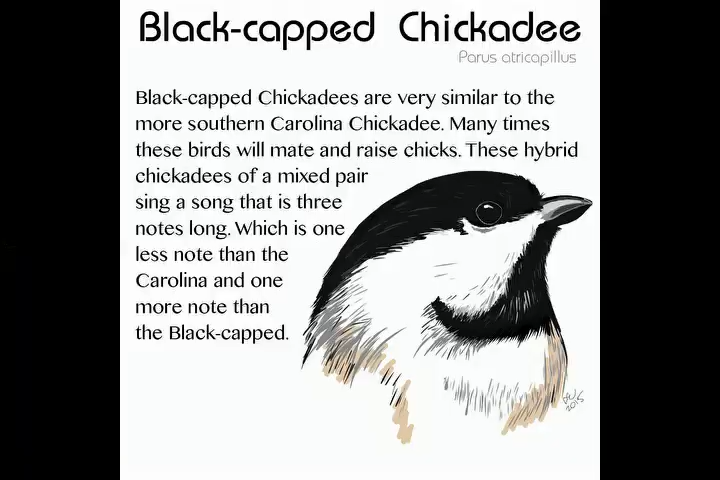 Black-capped Chickadee
Parus atricapillus
Black-capped Chickadees are very similar to the
more southern Carolina Chickadee. Many times
these birds will mate and raise chicks. These hybrid
chickadees of a mixed pair
sing a song that is three
notes long. Which is one
less note than the
Carolina and one
more note than
the Black-capped.
2015